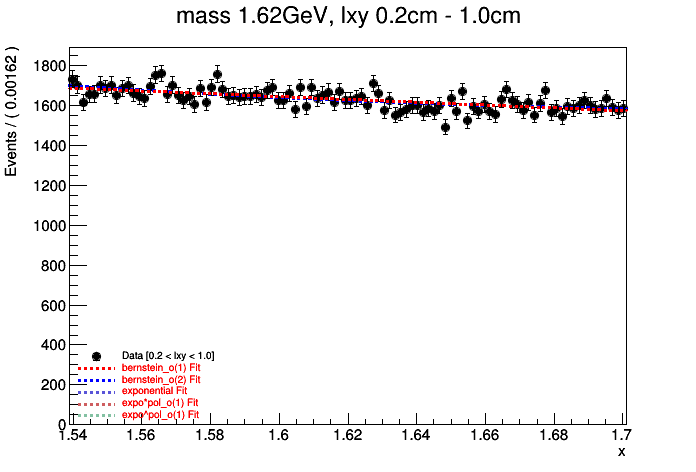 mass 1.62GeV, lxy 0.2cm - 1.0cm
Events / ( 0.00162 )
1800
1600
1400
1200
1000
800
600
400
200
0
Data [0.2 < lxy < 1.0]
bernstein_o(1) Fit
bernstein_o(2) Fit
exponential Fit
expo*pol_o(1) Fit
expo^pol_o(1) Fit
1.54 1.56 1.58 1.6 1.62 1.64 1.66 1.68 1.7
x